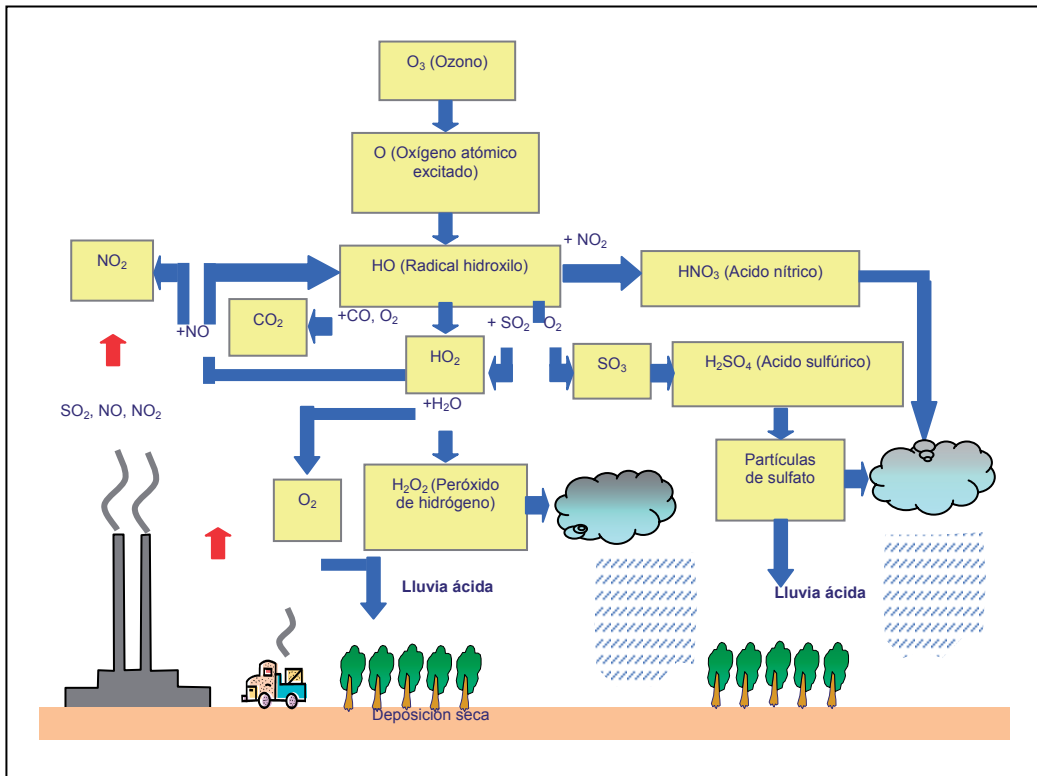 O₃ (Ozono)
O (Oxígeno atómico
excitado)
+ NO₂
NO₂
HO (Radical hidroxilo)
HNO₃ (Acido nítrico)
+NO
CO₂
+CO, O₂
+ SO₂
O₂
HO₂
SO₃
H₂SO₄ (Acido sulfúrico)
+H₂O
SO₂, NO, NO₂
O₂
H₂O₂ (Peróxido
de hidrógeno)
Partículas
de sulfato
Lluvia ácida
Lluvia ácida
Deposición seca